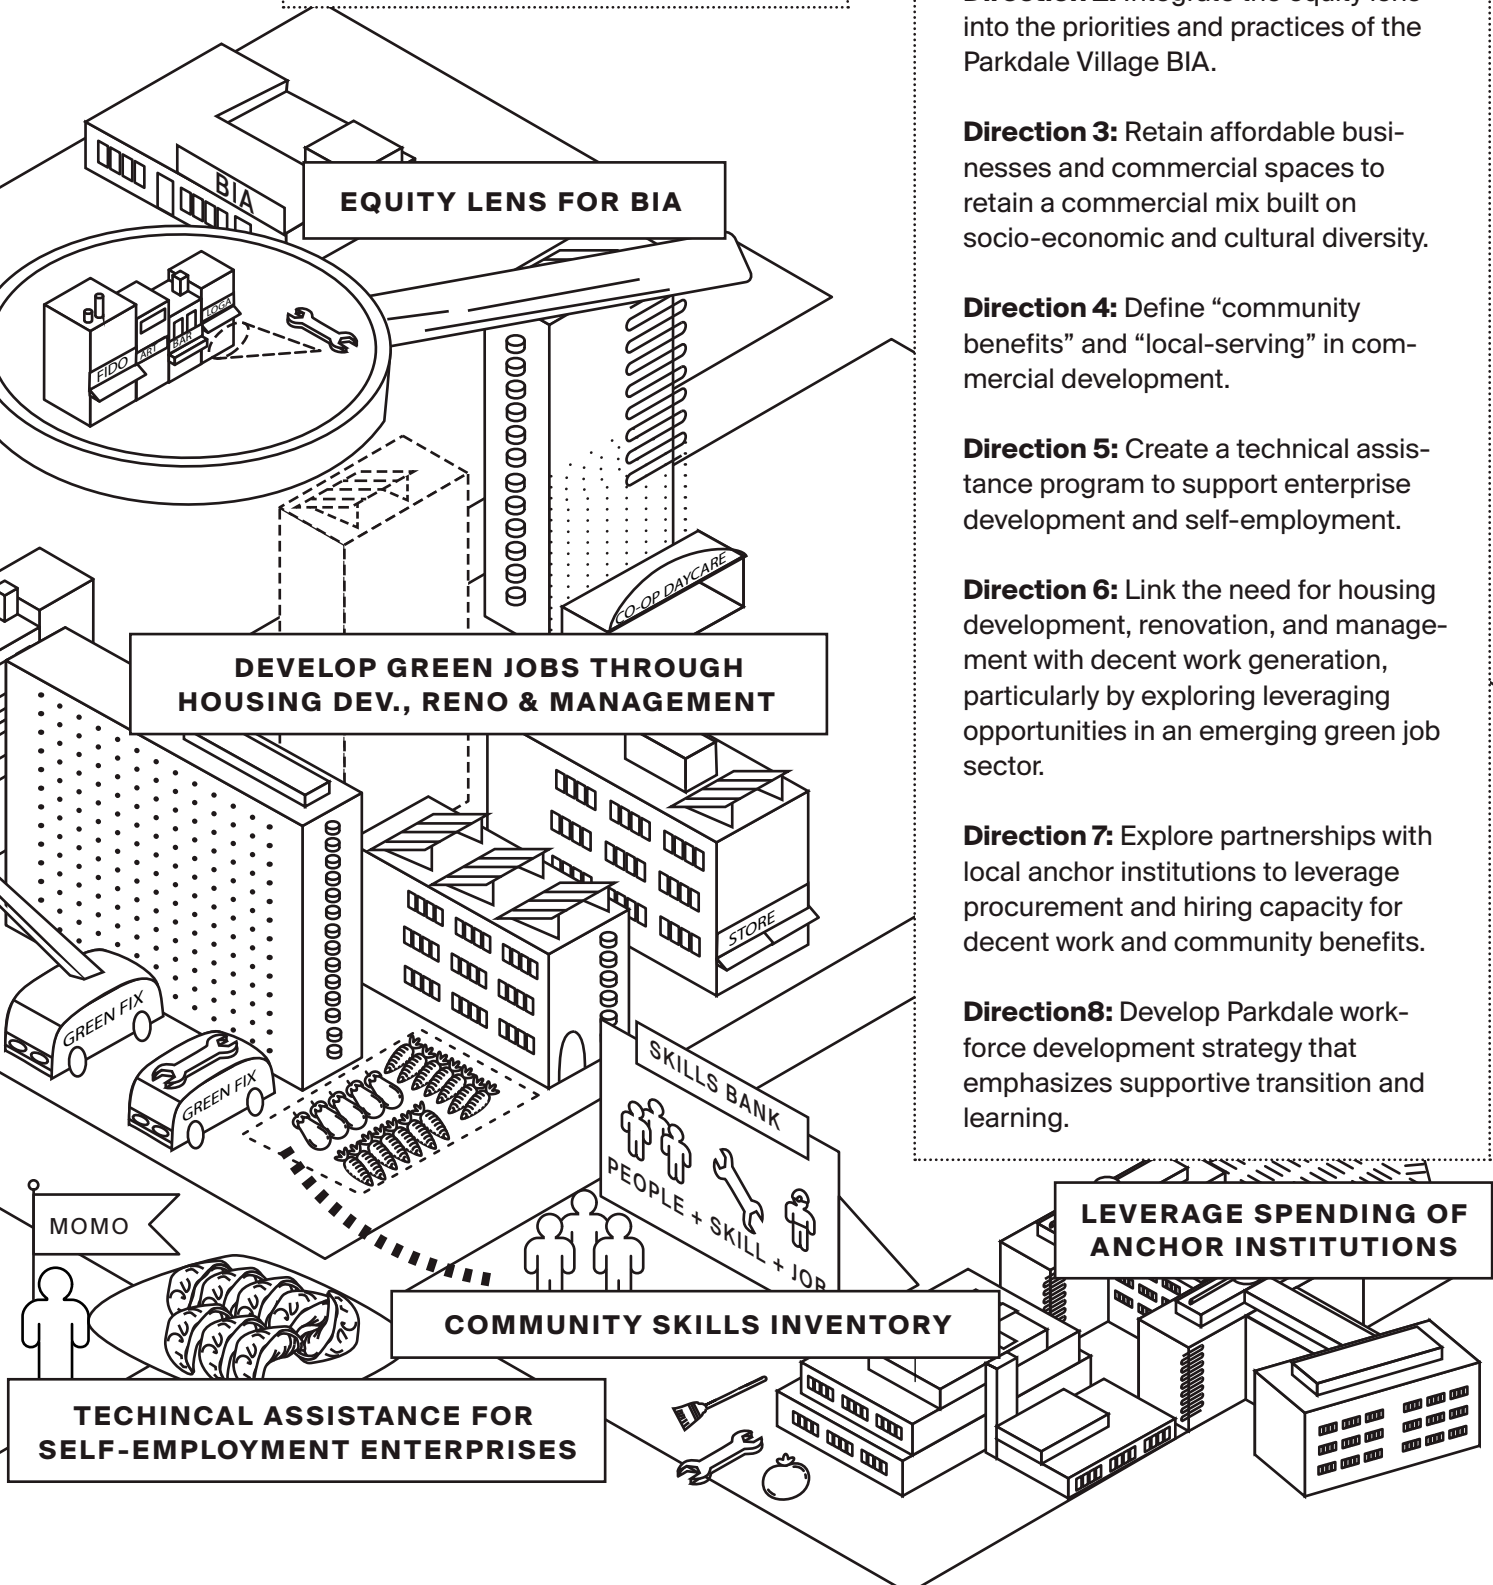 Direction 2: Integrate the equity lens
into the priorities and practices of the
Parkdale Village BIA.
Direction 3: Retain affordable busi-
nesses and commercial spaces to
retain a commercial mix built on
socio-economic and cultural diversity.
Direction 4: Define “community
benefits” and “local-serving” in com-
mercial development.
Direction 5: Create a technical assis-
tance program to support enterprise
development and self-employment.
Direction 6: Link the need for housing
development, renovation, and manage-
ment with decent work generation,
particularly by exploring leveraging
opportunities in an emerging green job
sector.
Direction 7: Explore partnerships with
local anchor institutions to leverage
procurement and hiring capacity for
decent work and community benefits.
Direction8: Develop Parkdale work-
force development strategy that
emphasizes supportive transition and
learning.
BIA
EQUITY LENS FOR BIA
FIDO
ART
BAR
LOGA
CO-OP DAYCARE
DEVELOP GREEN JOBS THROUGH
HOUSING DEV., RENO & MANAGEMENT
STORE
GREEN FIX
GREEN FIX
SKILLS BANK
PEOPLE + SKILL + JOB
MOMO
LEVERAGE SPENDING OF
ANCHOR INSTITUTIONS
COMMUNITY SKILLS INVENTORY
TECHINCAL ASSISTANCE FOR
SELF-EMPLOYMENT ENTERPRISES